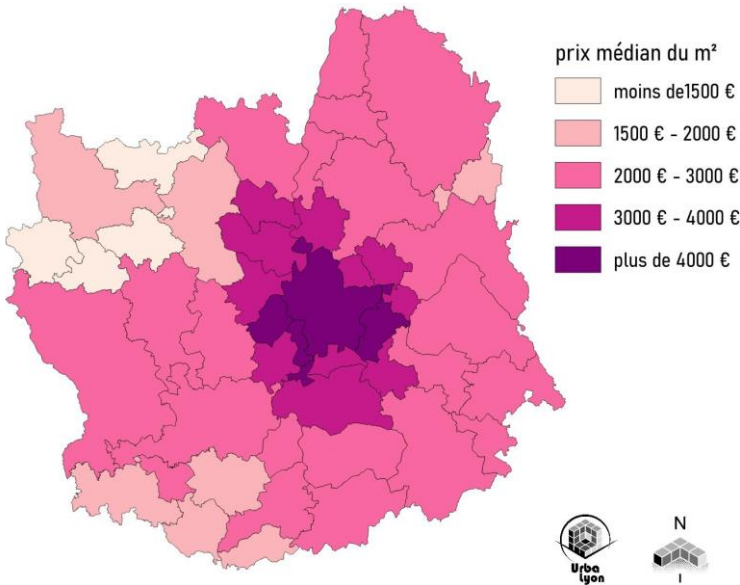 prix médian du m²
moins de1500 €
1500 € - 2000 €
2000 € - 3000 €
3000 € - 4000 €
plus de 4000 €
Urba
Lyon
N